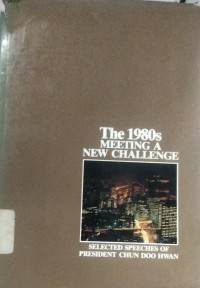 The 1980s
MEETING A
NEW CHALLENGE
SELECTED SPEECHES OF
PRESIDENT CHUN DOO HWAN